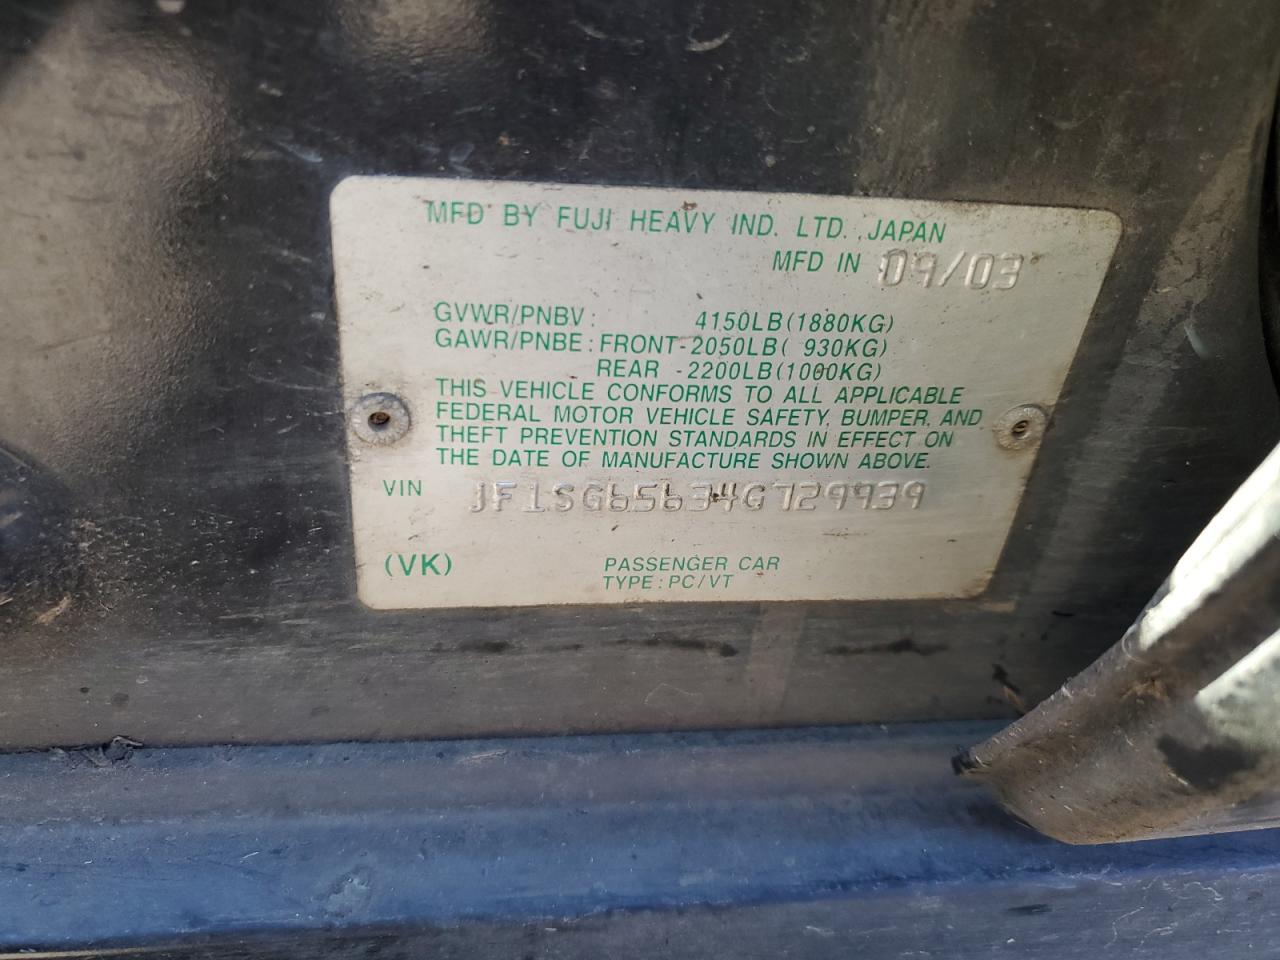 MFD BY FUJI HEAVY IND. LTD. JAPAN
MFD IN 09/03
GVWR/PNBV: 4150LB(1880KG)
GAWR/PNBE: FRONT-2050LB( 930KG)
REAR -2200LB(1000KG)
THIS VEHICLE CONFORMS TO ALL APPLICABLE
FEDERAL MOTOR VEHICLE SAFETY, BUMPER, AND
THEFT PREVENTION STANDARDS IN EFFECT ON
THE DATE OF MANUFACTURE SHOWN ABOVE.
VIN JF1SG65634G729939
(VK) PASSENGER CAR
TYPE: PC/VT